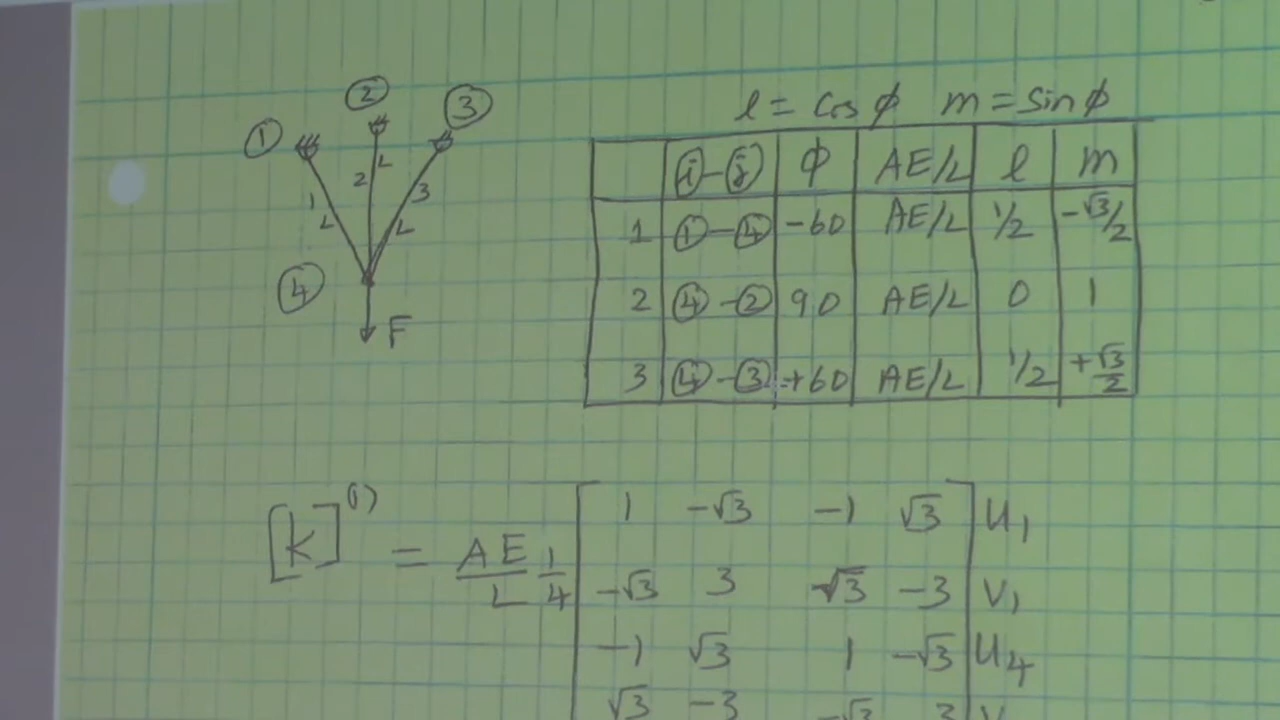 ②
③
①
④
1
L
2
L
3
L
F
l = cos φ m = sin φ
ⓘ-ⓙ φ AE/L l m
1 ①-④ -60 AE/L 1/2 -√3/2
2 ④-② 90 AE/L 0 1
3 ④-③ +60 AE/L 1/2 +√3/2
[K]⁽¹⁾ = AE/L 1/4
1 -√3 -1 √3 U₁
-√3 3 √3 -3 V₁
-1 √3 1 -√3 U₄
√3 -3 -√3 3 V